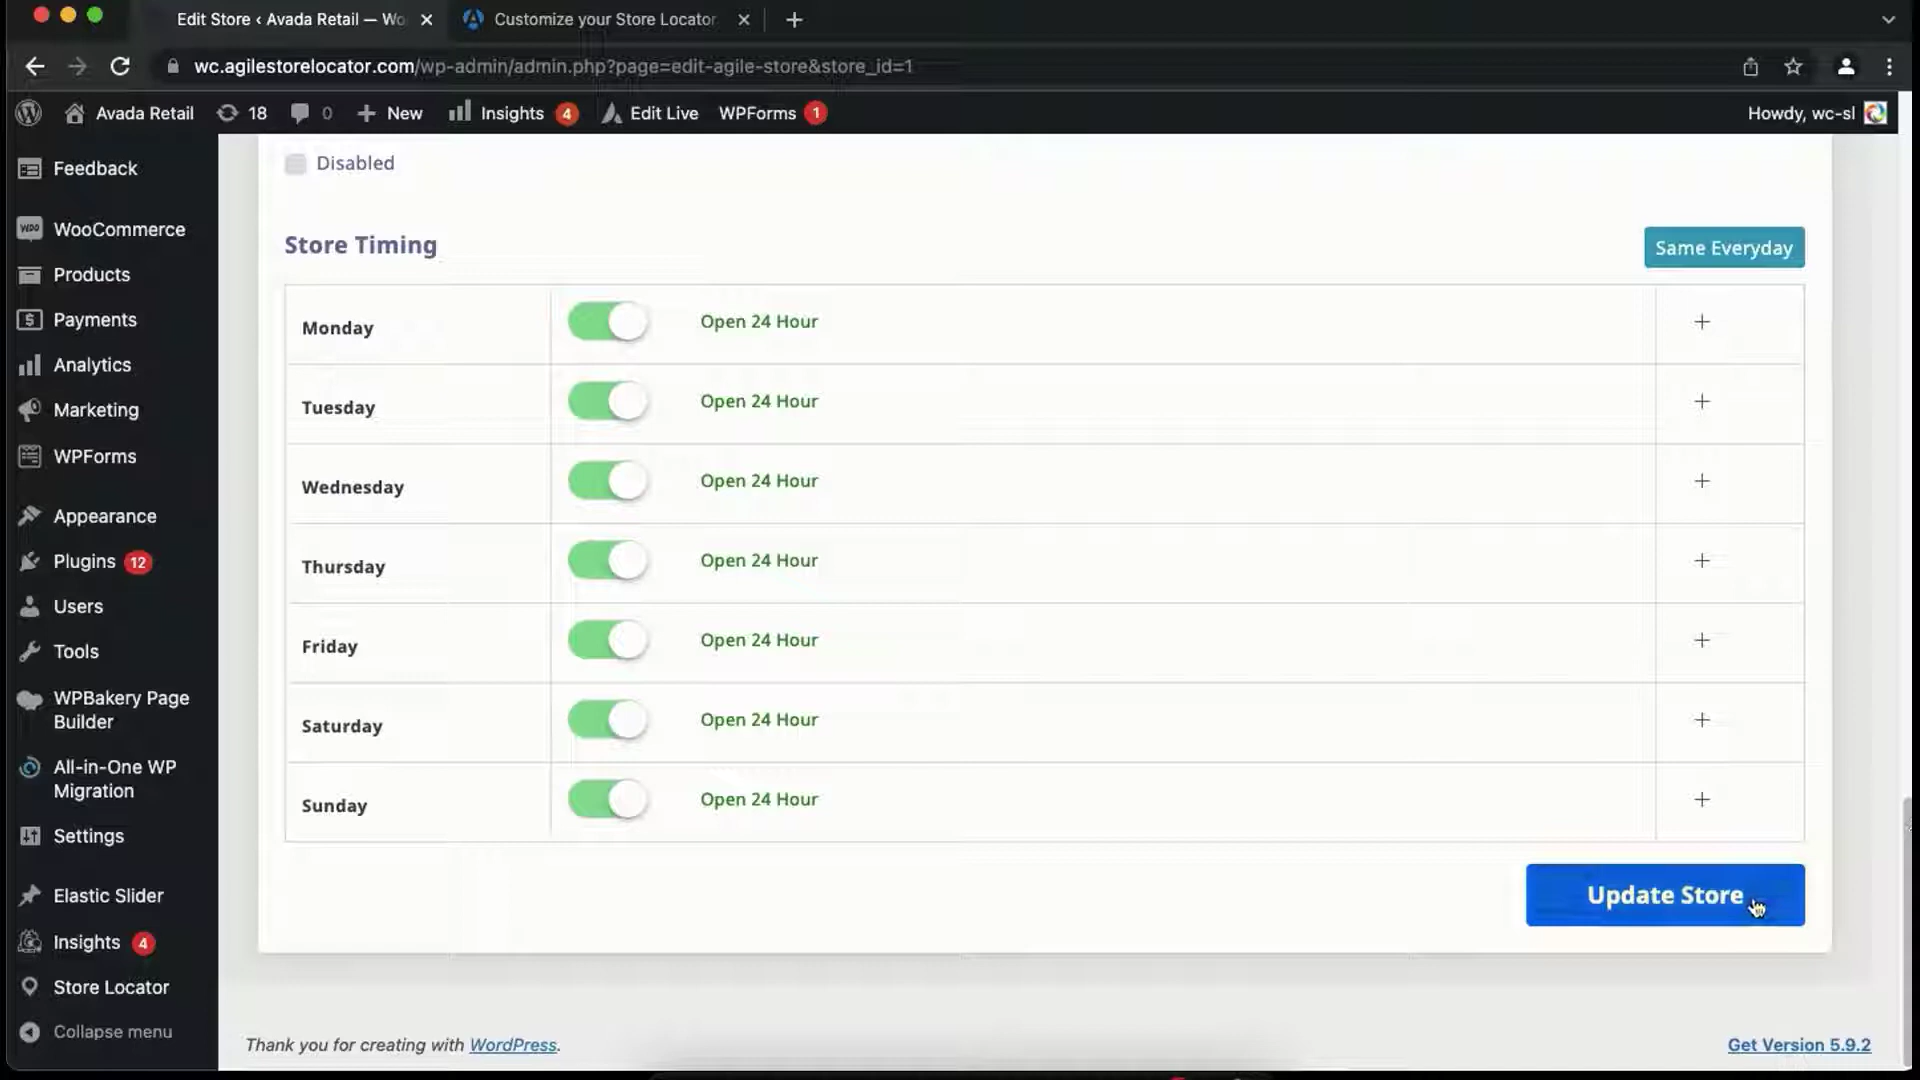 Edit Store ‹ Avada Retail — Wo
Customize your Store Locator
wc.agilestorelocator.com/wp-admin/admin.php?page=edit-agile-store&store_id=1
Avada Retail
18
0
New
Insights 4
Edit Live
WPForms 1
Howdy, wc-sl
Feedback
WOO WooCommerce
Products
Payments
Analytics
Marketing
WPForms
Appearance
Plugins 12
Users
Tools
WPBakery Page
Builder
All-in-One WP
Migration
Settings
Elastic Slider
Insights 4
Store Locator
Collapse menu
Disabled
Store Timing
Same Everyday
Monday Open 24 Hour +
Tuesday Open 24 Hour +
Wednesday Open 24 Hour +
Thursday Open 24 Hour +
Friday Open 24 Hour +
Saturday Open 24 Hour +
Sunday Open 24 Hour +
Update Store
Thank you for creating with WordPress.
Get Version 5.9.2